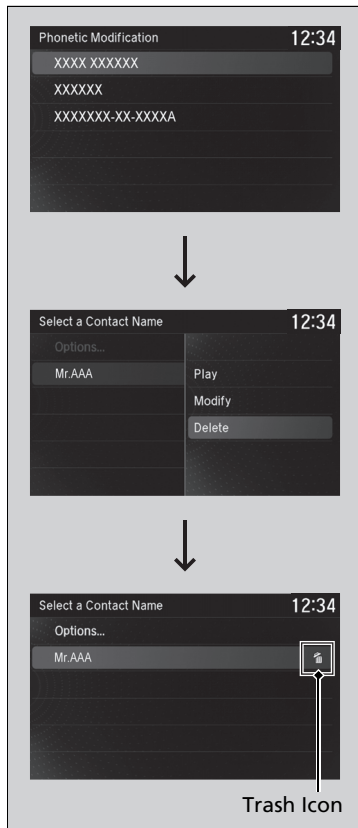 Phonetic Modification 12:34
XXXX XXXXXX
XXXXXX
XXXXXXX-XX-XXXXA
Select a Contact Name 12:34
Options...
Mr.AAA Play
Modify
Delete
Select a Contact Name 12:34
Options...
Mr.AAA
Trash Icon